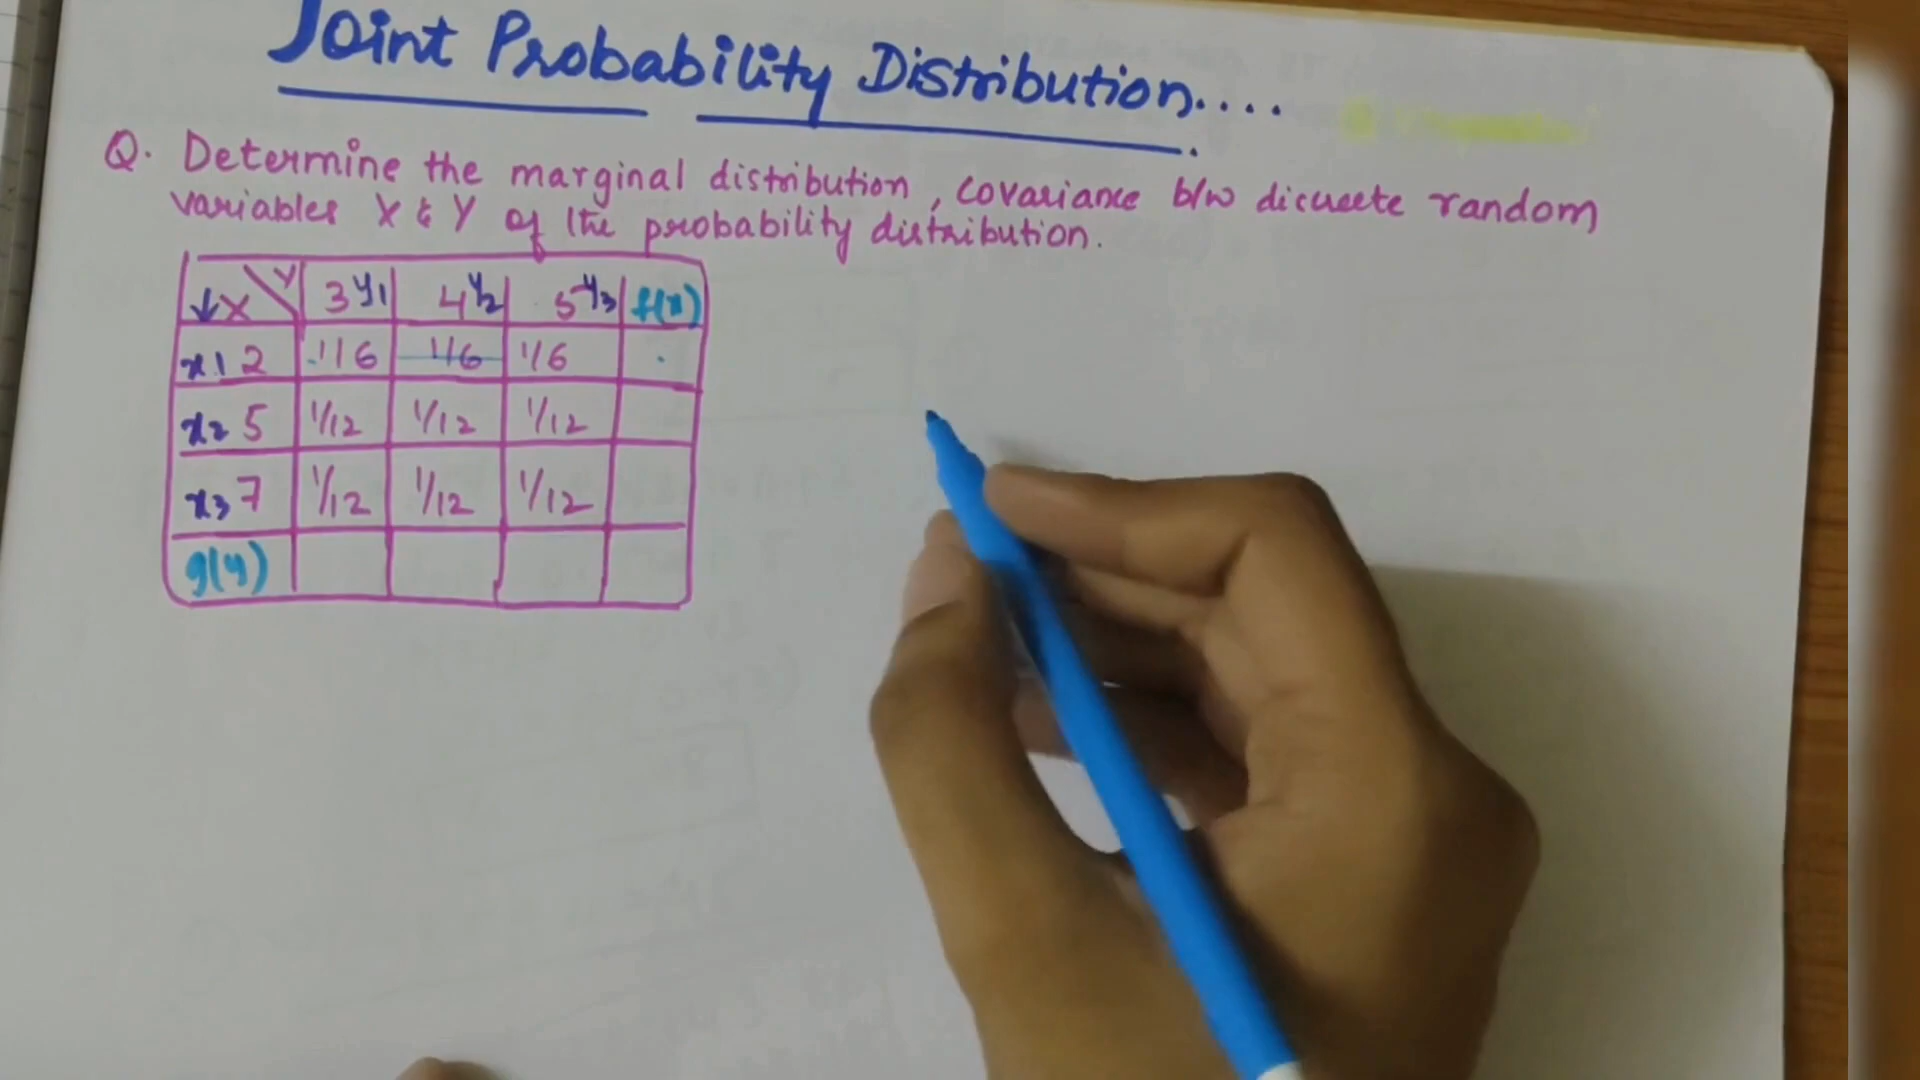 Joint Probability Distribution....
Q. Determine the marginal distribution, covariance b/w discuete random
variables X & Y of the probability distribution.
↓X \ Y 3 y1 4 y2 5 y3 f(x)
x1 2 1/6 1/6 1/6
x2 5 1/12 1/12 1/12
x3 7 1/12 1/12 1/12
g(y)